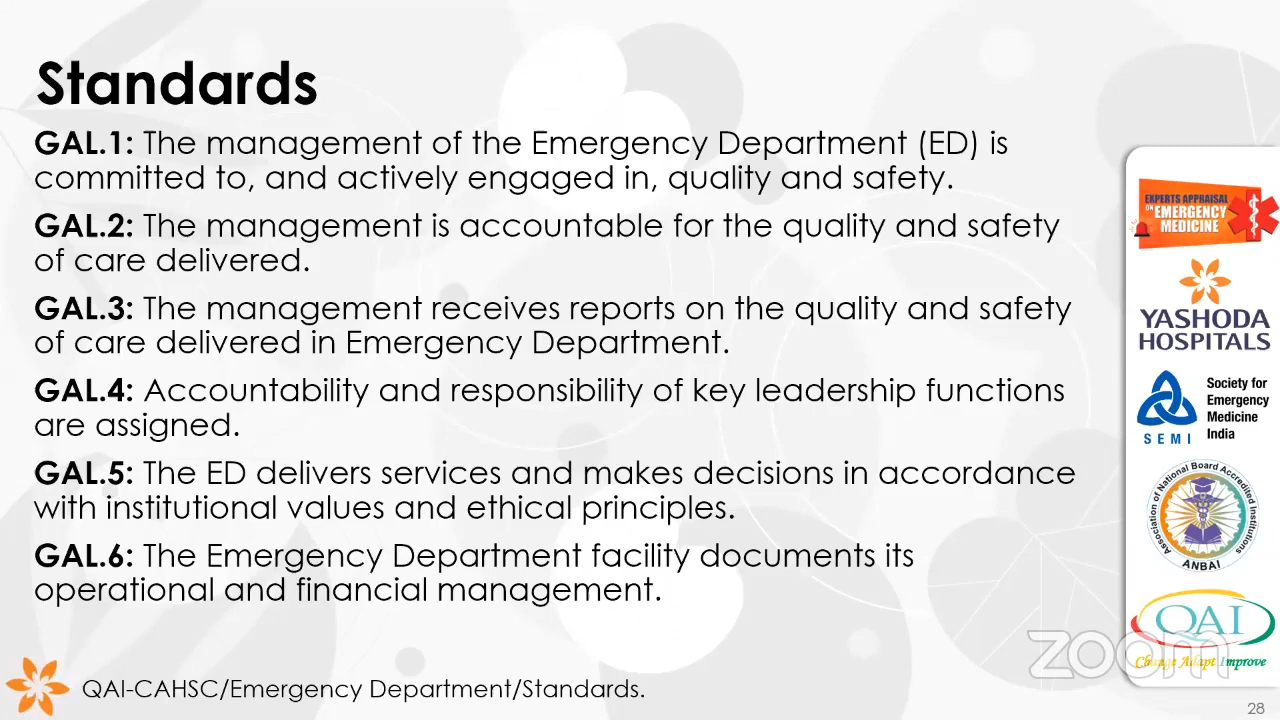 Standards
GAL.1: The management of the Emergency Department (ED) is
committed to, and actively engaged in, quality and safety.
GAL.2: The management is accountable for the quality and safety
of care delivered.
GAL.3: The management receives reports on the quality and safety
of care delivered in Emergency Department.
GAL.4: Accountability and responsibility of key leadership functions
are assigned.
GAL.5: The ED delivers services and makes decisions in accordance
with institutional values and ethical principles.
GAL.6: The Emergency Department facility documents its
operational and financial management.
QAI-CAHSC/Emergency Department/Standards.
EXPERTS APPRAISAL
ON EMERGENCY
MEDICINE
YASHODA
HOSPITALS
SEMI
Society for
Emergency
Medicine
India
Association of National Board Accredited Institutions
ANBAI
QAI
Change Adapt Improve
zoom
28